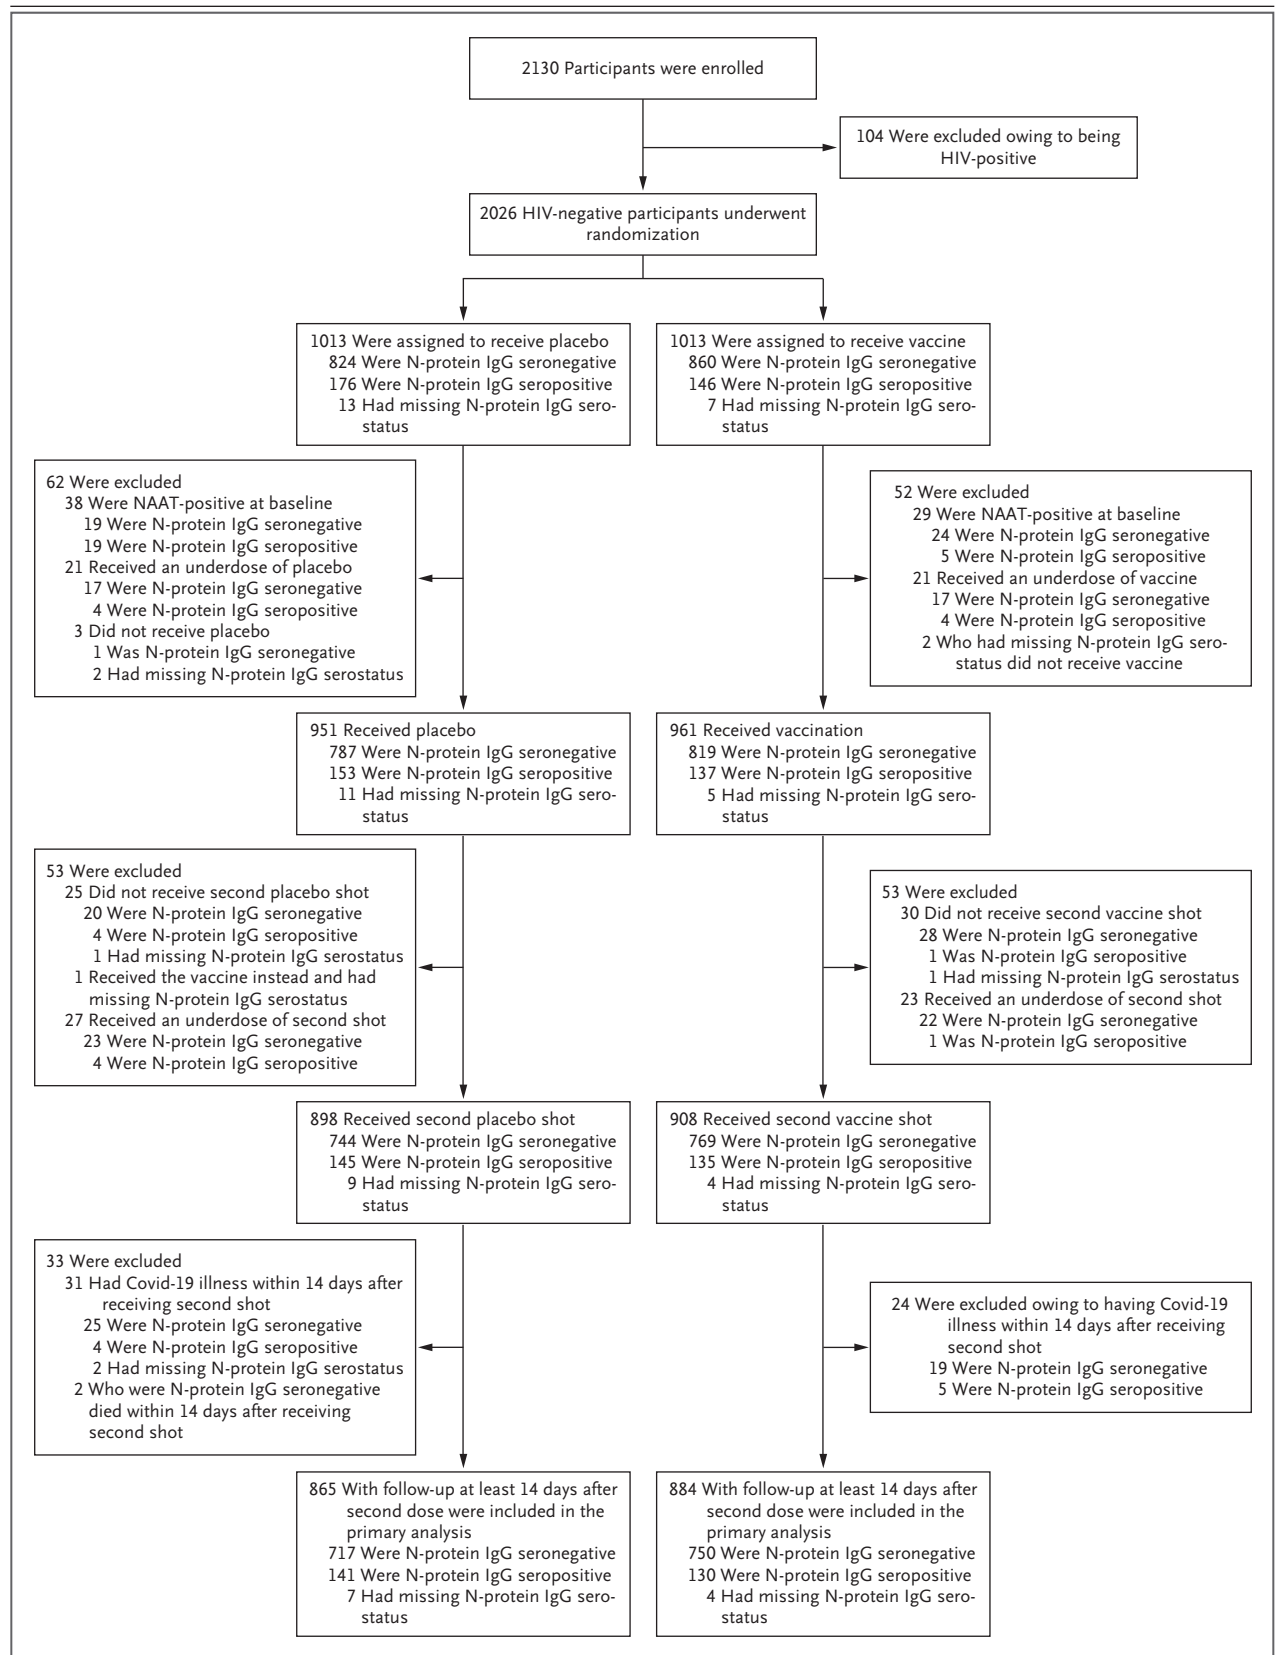 2130 Participants were enrolled
104 Were excluded owing to being
HIV-positive
2026 HIV-negative participants underwent
randomization
1013 Were assigned to receive placebo
824 Were N-protein IgG seronegative
176 Were N-protein IgG seropositive
13 Had missing N-protein IgG sero-
status
1013 Were assigned to receive vaccine
860 Were N-protein IgG seronegative
146 Were N-protein IgG seropositive
7 Had missing N-protein IgG sero-
status
62 Were excluded
38 Were NAAT-positive at baseline
19 Were N-protein IgG seronegative
19 Were N-protein IgG seropositive
21 Received an underdose of placebo
17 Were N-protein IgG seronegative
4 Were N-protein IgG seropositive
3 Did not receive placebo
1 Was N-protein IgG seronegative
2 Had missing N-protein IgG serostatus
52 Were excluded
29 Were NAAT-positive at baseline
24 Were N-protein IgG seronegative
5 Were N-protein IgG seropositive
21 Received an underdose of vaccine
17 Were N-protein IgG seronegative
4 Were N-protein IgG seropositive
2 Who had missing N-protein IgG sero-
status did not receive vaccine
951 Received placebo
787 Were N-protein IgG seronegative
153 Were N-protein IgG seropositive
11 Had missing N-protein IgG sero-
status
961 Received vaccination
819 Were N-protein IgG seronegative
137 Were N-protein IgG seropositive
5 Had missing N-protein IgG sero-
status
53 Were excluded
25 Did not receive second placebo shot
20 Were N-protein IgG seronegative
4 Were N-protein IgG seropositive
1 Had missing N-protein IgG serostatus
1 Received the vaccine instead and had
missing N-protein IgG serostatus
27 Received an underdose of second shot
23 Were N-protein IgG seronegative
4 Were N-protein IgG seropositive
53 Were excluded
30 Did not receive second vaccine shot
28 Were N-protein IgG seronegative
1 Was N-protein IgG seropositive
1 Had missing N-protein IgG serostatus
23 Received an underdose of second shot
22 Were N-protein IgG seronegative
1 Was N-protein IgG seropositive
898 Received second placebo shot
744 Were N-protein IgG seronegative
145 Were N-protein IgG seropositive
9 Had missing N-protein IgG sero-
status
908 Received second vaccine shot
769 Were N-protein IgG seronegative
135 Were N-protein IgG seropositive
4 Had missing N-protein IgG sero-
status
33 Were excluded
31 Had Covid-19 illness within 14 days after
receiving second shot
25 Were N-protein IgG seronegative
4 Were N-protein IgG seropositive
2 Had missing N-protein IgG serostatus
2 Who were N-protein IgG seronegative
died within 14 days after receiving
second shot
24 Were excluded owing to having Covid-19
illness within 14 days after receiving
second shot
19 Were N-protein IgG seronegative
5 Were N-protein IgG seropositive
865 With follow-up at least 14 days after
second dose were included in the
primary analysis
717 Were N-protein IgG seronegative
141 Were N-protein IgG seropositive
7 Had missing N-protein IgG sero-
status
884 With follow-up at least 14 days after
second dose were included in the
primary analysis
750 Were N-protein IgG seronegative
130 Were N-protein IgG seropositive
4 Had missing N-protein IgG sero-
status